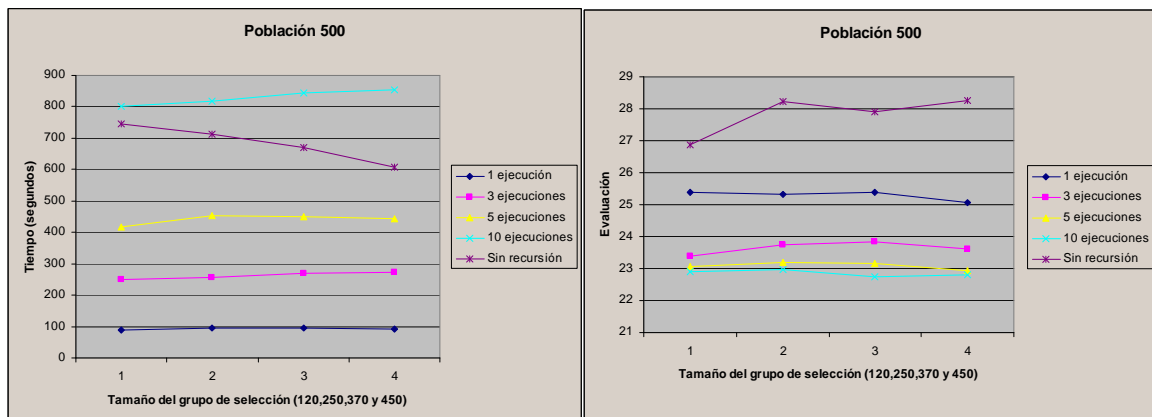 Población 500
Tiempo (segundos)
900
800
700
600
500
400
300
200
100
0
1 2 3 4
Tamaño del grupo de selección (120,250,370 y 450)
1 ejecución
3 ejecuciones
5 ejecuciones
10 ejecuciones
Sin recursión
Población 500
Evaluación
29
28
27
26
25
24
23
22
21
1 2 3 4
Tamaño del grupo de selección (120,250,370 y 450)
1 ejecución
3 ejecuciones
5 ejecuciones
10 ejecuciones
Sin recursión